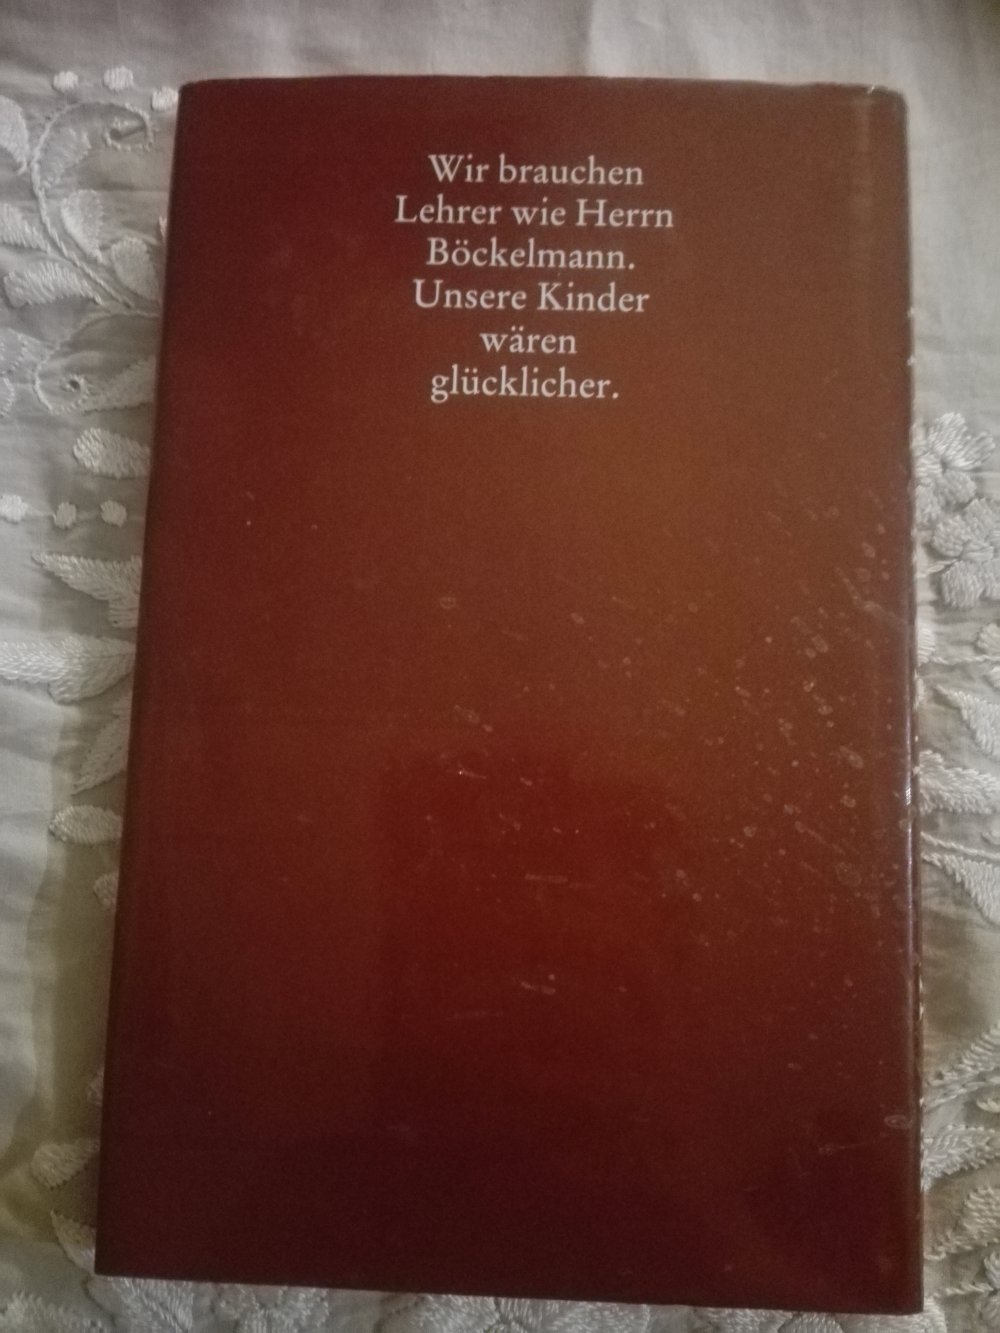 Wir brauchen
Lehrer wie Herrn
Böckelmann.
Unsere Kinder
wären
glücklicher.